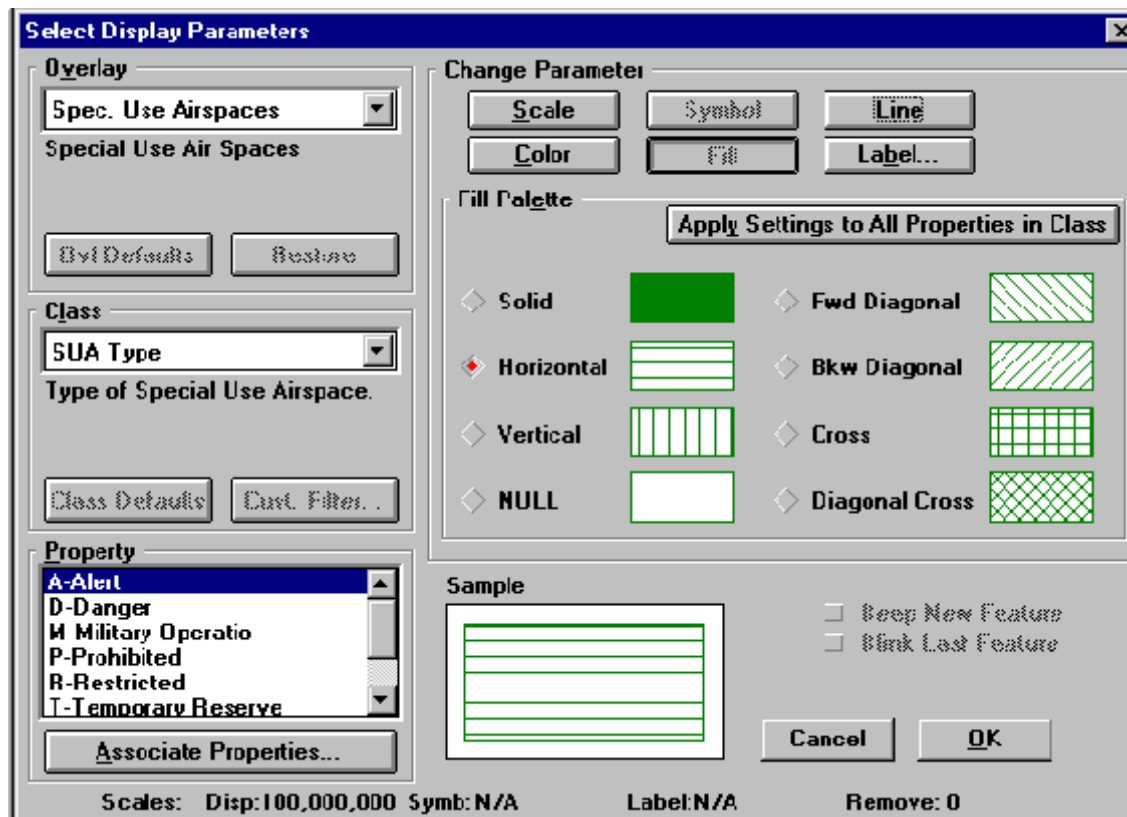 Select Display Parameters
Overlay
Spec. Use Airspaces
Special Use Air Spaces
Ovl Defaults
Restore
Class
SUA Type
Type of Special Use Airspace.
Class Defaults
Cust. Filter. .
Property
A-Alert
D-Danger
M-Military Operatio
P-Prohibited
R-Restricted
T-Temporary Reserve
Associate Properties...
Change Parameter
Scale
Symbol
Line
Color
Fill
Label...
Fill Palette
Apply Settings to All Properties in Class
Solid
Fwd Diagonal
Horizontal
Bkw Diagonal
Vertical
Cross
NULL
Diagonal Cross
Sample
Beep New Feature
Blink Last Feature
Cancel
OK
Scales: Disp:100,000,000 Symb:N/A Label:N/A Remove: 0